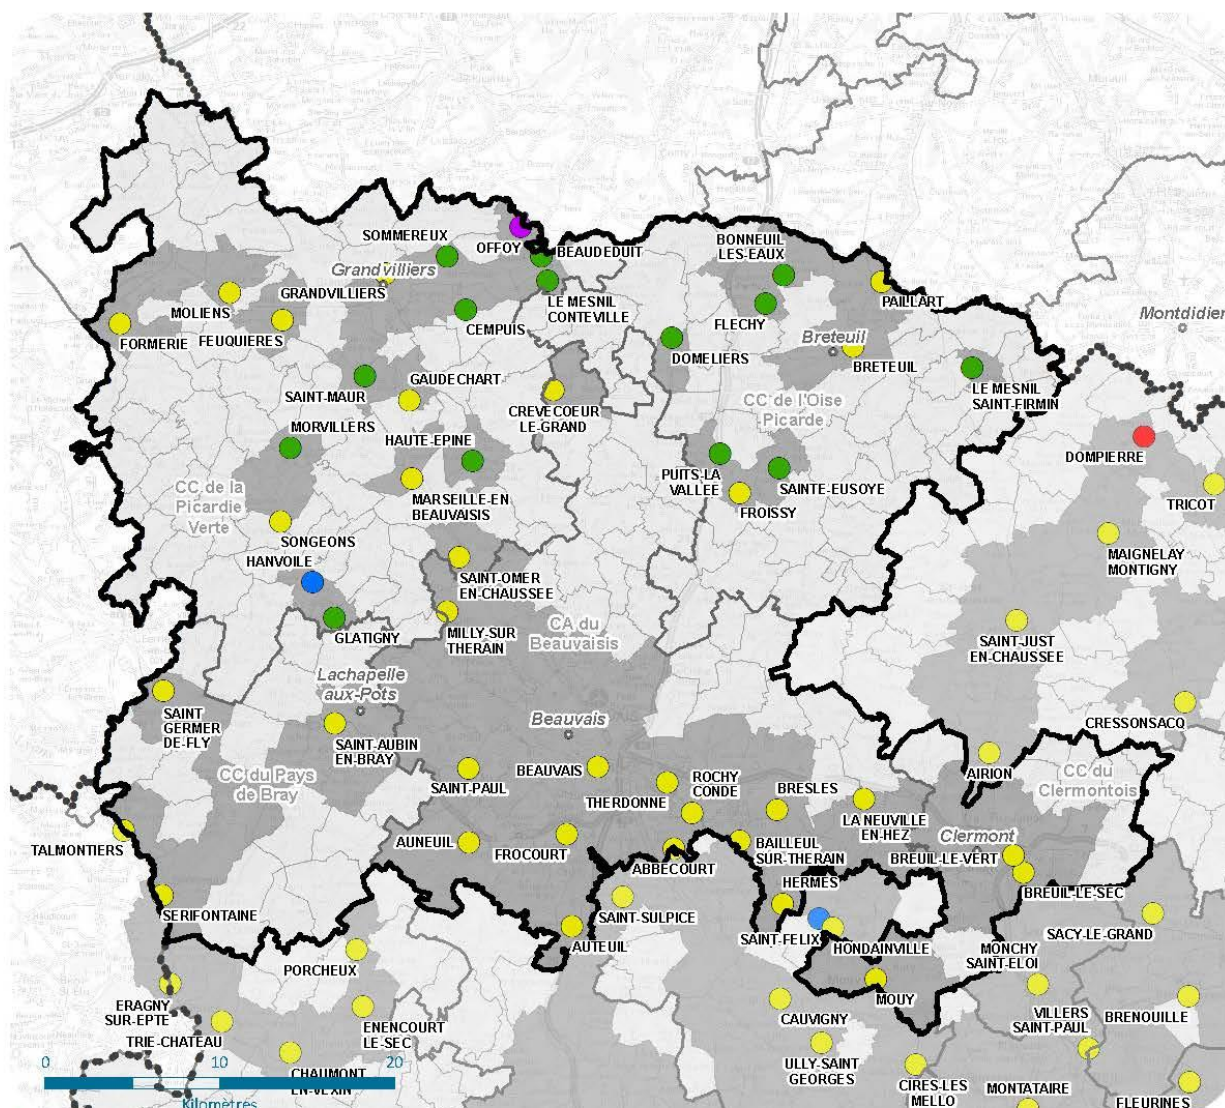 SOMMEREUX
OFFOY
BEAUDEDUIT
BONNEUIL
LES-EAUX
Grandvilliers
GRANDVILLIERS
MOLIENS
FORMERIE
FEUQUIERES
LE MESNIL
CONTEVILLE
CEMPUIS
PAILLART
FLECHY
Montdidier
Breteuil
BRETEUIL
DOMELIERS
SAINT-MAUR
GAUDECHART
CREVECOEUR
LE-GRAND
CC de l'Oise
Picarde
LE MESNIL
SAINT-FIRMIN
MORVILLERS
HAUTE-EPINE
DOMPIERRE
MARSEILLE-EN
BEAUVAISIS
PUITS-LA
VALLEE
SAINTE-EUSOYE
FROISSY
TRICOT
CC de la
Picardie
Verte
SONGEONS
HANVOILE
MAIGNELAY
MONTIGNY
SAINT-OMER
EN-CHAUSSEE
GLATIGNY
MILLY-SUR
THERAIN
CA du
Beauvaisis
SAINT-JUST
EN-CHAUSSEE
Lachapelle
aux-Pots
SAINT
GERMER
DE-FLY
SAINT-AUBIN
EN-BRAY
Beauvais
CRESSONSACQ
CC du Pays
de Bray
SAINT-PAUL
BEAUVAIS
THERDONNE
ROCHY
CONDE
BRESLES
AIRION
CC du
Clermontois
LA NEUVILLE
EN-HEZ
TALMONTIERS
AUNEUIL
FROCOURT
ABBECOURT
BAILLEUL
SUR-THERAIN
Clermont
BREUIL-LE-VERT
BREUIL-LE-SEC
HERMES
SERIFONTAINE
SAINT-SULPICE
AUTEUIL
SAINT-FELIX
HONDAINVILLE
SACY-LE-GRAND
MONCHY
SAINT-ELOI
PORCHEUX
MOUY
ERAGNY
SUR-EPTE
TRIE-CHATEAU
ENENCOURT
LE-SEC
CAUVIGNY
VILLERS
SAINT-PAUL
BRENOUILLE
ULLY-SAINT
GEORGES
CHAUMONT
EN-VEXIN
CIRES-LES
MELLO
MONTATAIRE
FLEURINES
0 10 20
Kilomètres